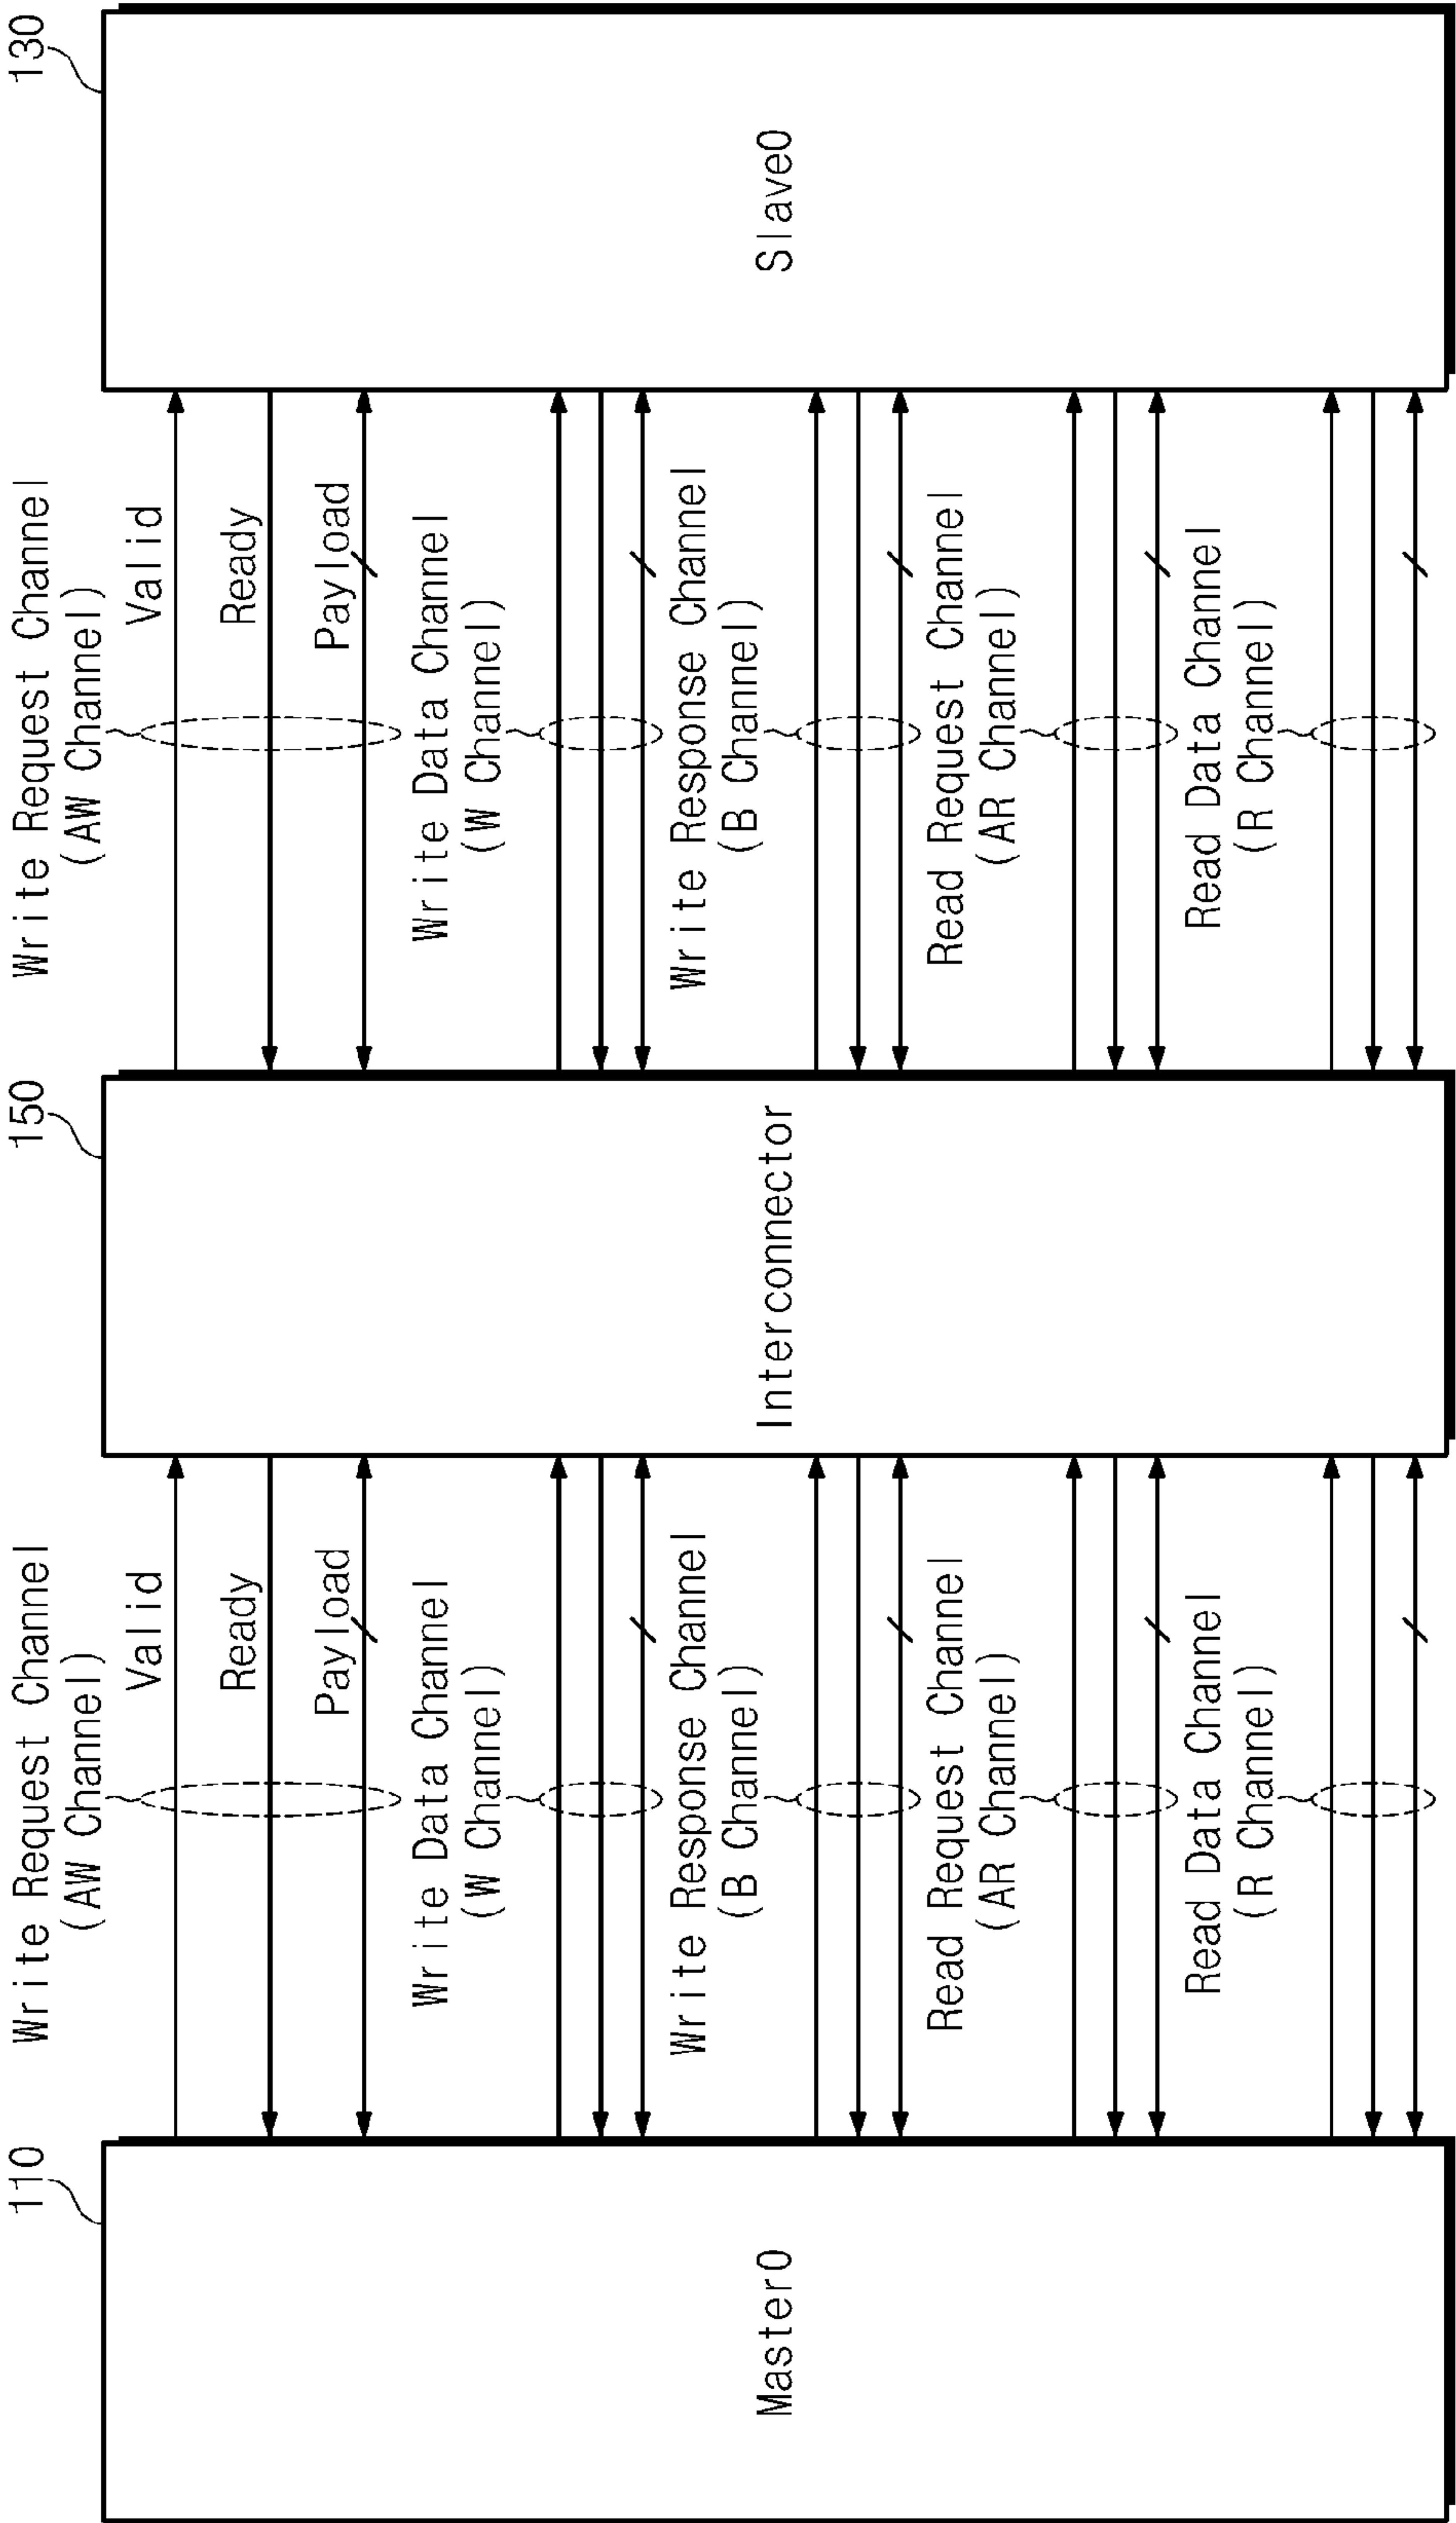 110
Master0
Write Request Channel
(AW Channel)
Valid
Ready
Payload
Write Data Channel
(W Channel)
Write Response Channel
(B Channel)
Read Request Channel
(AR Channel)
Read Data Channel
(R Channel)
150
Interconnector
Write Request Channel
(AW Channel)
Valid
Ready
Payload
Write Data Channel
(W Channel)
Write Response Channel
(B Channel)
Read Request Channel
(AR Channel)
Read Data Channel
(R Channel)
130
Slave0